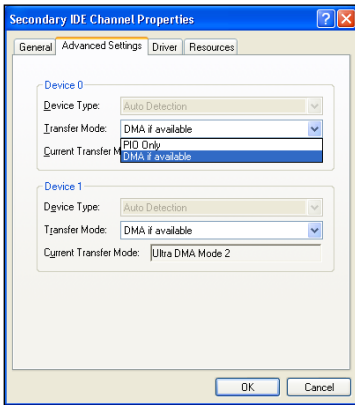 Secondary IDE Channel Properties
General Advanced Settings Driver Resources
Device 0
Device Type: Auto Detection
Transfer Mode: DMA if available
PIO Only
Current Transfer M DMA if available
Device 1
Device Type: Auto Detection
Transfer Mode: DMA if available
Current Transfer Mode: Ultra DMA Mode 2
OK Cancel